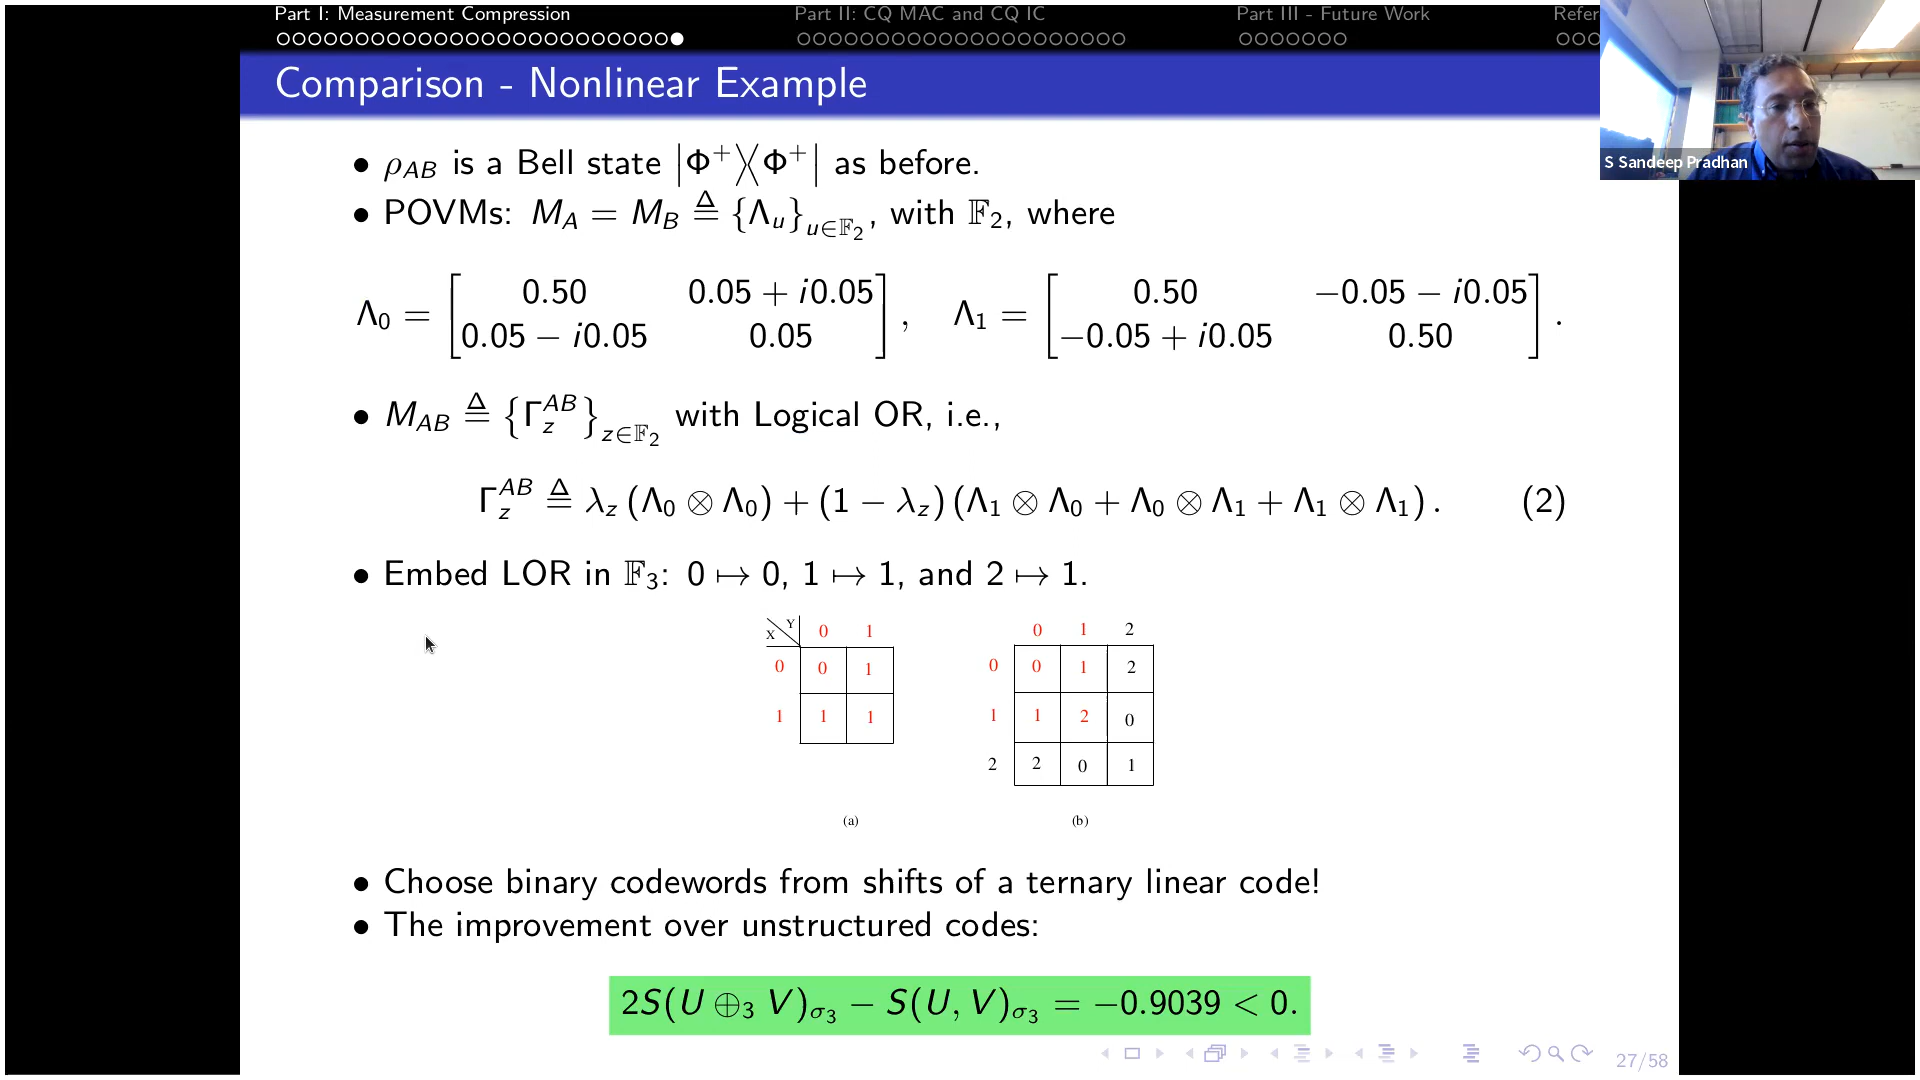 Part I: Measurement Compression Part II: CQ MAC and CQ IC Part III - Future Work Refer
Comparison - Nonlinear Example
S Sandeep Pradhan
• ρ_AB is a Bell state |Φ⁺⟩⟨Φ⁺| as before.
• POVMs: M_A = M_B ≜ {Λ_u}_{u∈𝔽₂}, with 𝔽₂, where
Λ₀ = [0.50 0.05 + i0.05; 0.05 − i0.05 0.05], Λ₁ = [0.50 −0.05 − i0.05; −0.05 + i0.05 0.50].
• M_AB ≜ {Γ_z^AB}_{z∈𝔽₂} with Logical OR, i.e.,
Γ_z^AB ≜ λ_z (Λ₀ ⊗ Λ₀) + (1 − λ_z) (Λ₁ ⊗ Λ₀ + Λ₀ ⊗ Λ₁ + Λ₁ ⊗ Λ₁). (2)
• Embed LOR in 𝔽₃: 0 ↦ 0, 1 ↦ 1, and 2 ↦ 1.
X Y 0 1
0 0 1
1 1 1
(a)
0 1 2
0 0 1 2
1 1 2 0
2 2 0 1
(b)
• Choose binary codewords from shifts of a ternary linear code!
• The improvement over unstructured codes:
2S(U ⊕₃ V)_σ₃ − S(U, V)_σ₃ = −0.9039 < 0.
27/58